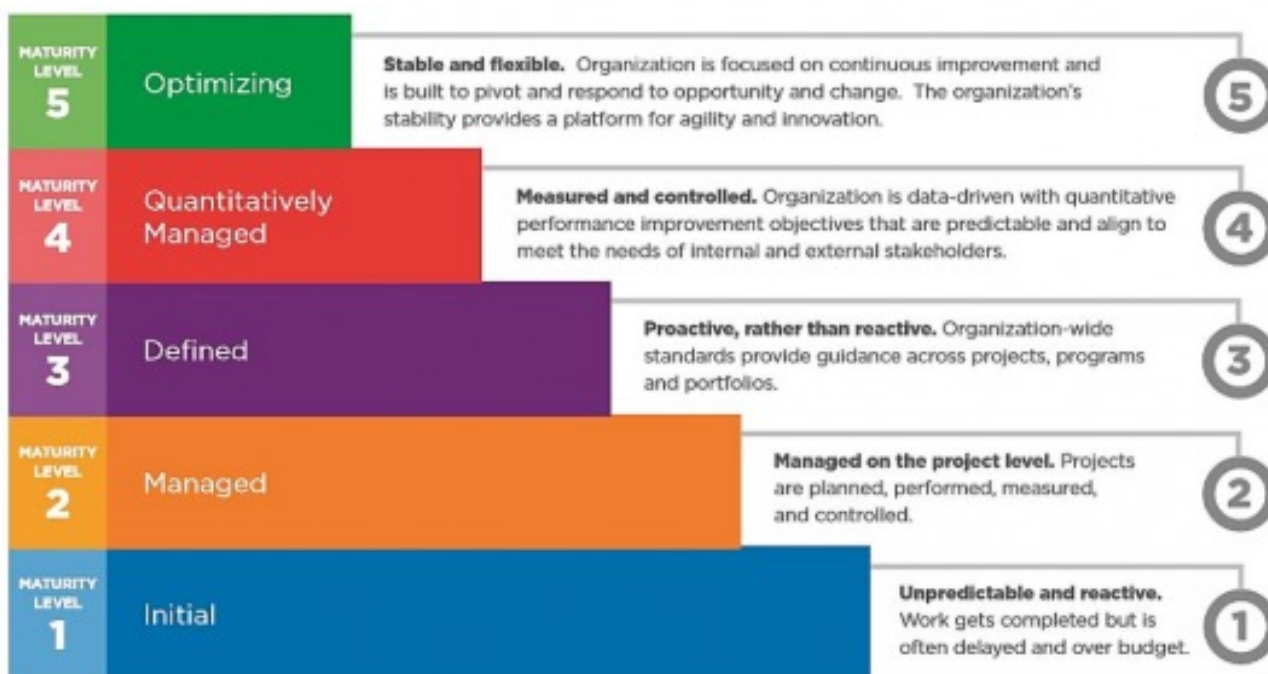 MATURITY
LEVEL
5
Optimizing
Stable and flexible. Organization is focused on continuous improvement and
is built to pivot and respond to opportunity and change. The organization's
stability provides a platform for agility and innovation.
5
MATURITY
LEVEL
4
Quantitatively
Managed
Measured and controlled. Organization is data-driven with quantitative
performance improvement objectives that are predictable and align to
meet the needs of internal and external stakeholders.
4
MATURITY
LEVEL
3
Defined
Proactive, rather than reactive. Organization-wide
standards provide guidance across projects, programs
and portfolios.
3
MATURITY
LEVEL
2
Managed
Managed on the project level. Projects
are planned, performed, measured,
and controlled.
2
MATURITY
LEVEL
1
Initial
Unpredictable and reactive.
Work gets completed but is
often delayed and over budget.
1